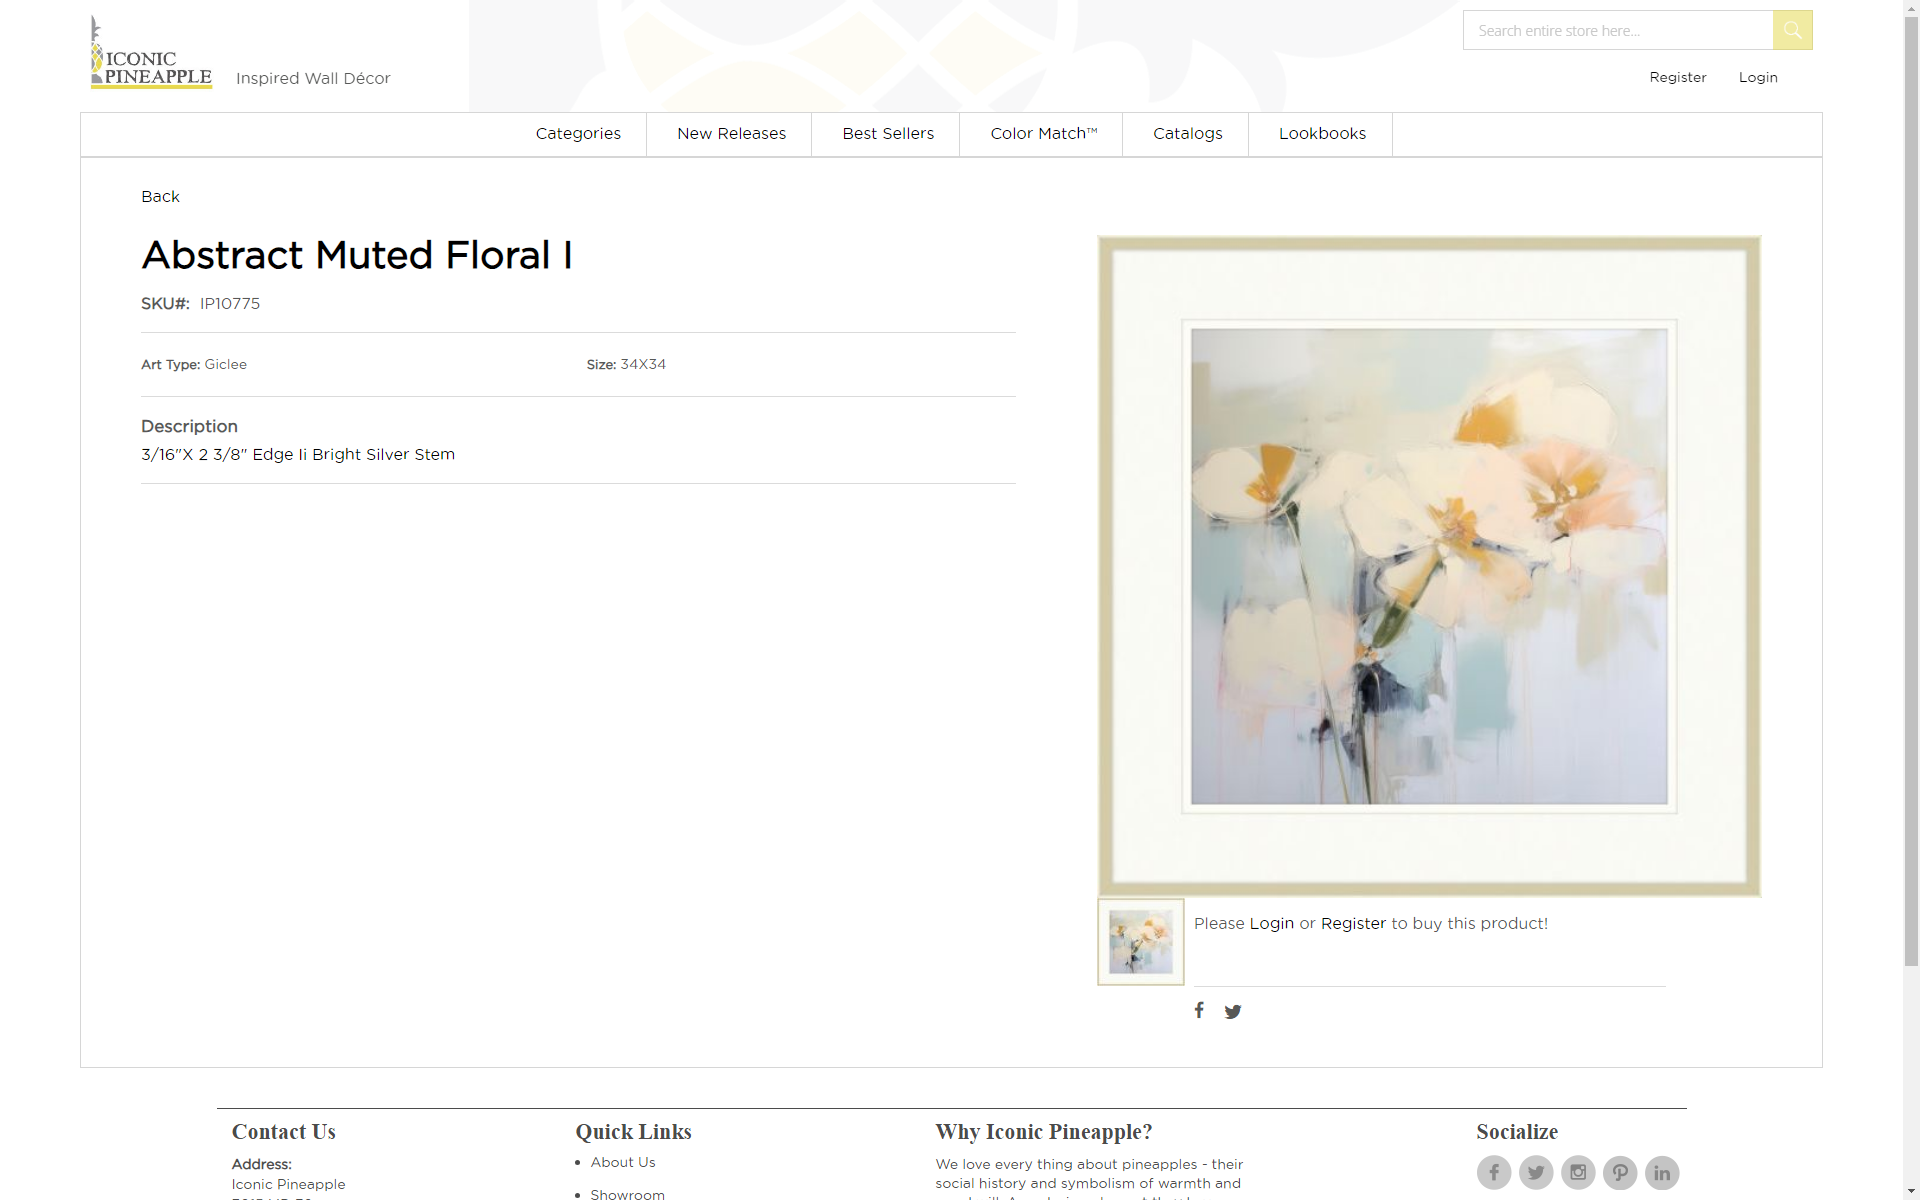 ICONIC
PINEAPPLE
Inspired Wall Décor
Search entire store here...
Register
Login
Categories
New Releases
Best Sellers
Color Match™
Catalogs
Lookbooks
Back
Abstract Muted Floral I
SKU#: IP10775
Art Type: Giclee
Size: 34X34
Description
3/16"X 2 3/8" Edge Ii Bright Silver Stem
Please Login or Register to buy this product!
Contact Us
Address:
Iconic Pineapple
Quick Links
About Us
Showroom
Why Iconic Pineapple?
We love every thing about pineapples - their
social history and symbolism of warmth and
Socialize